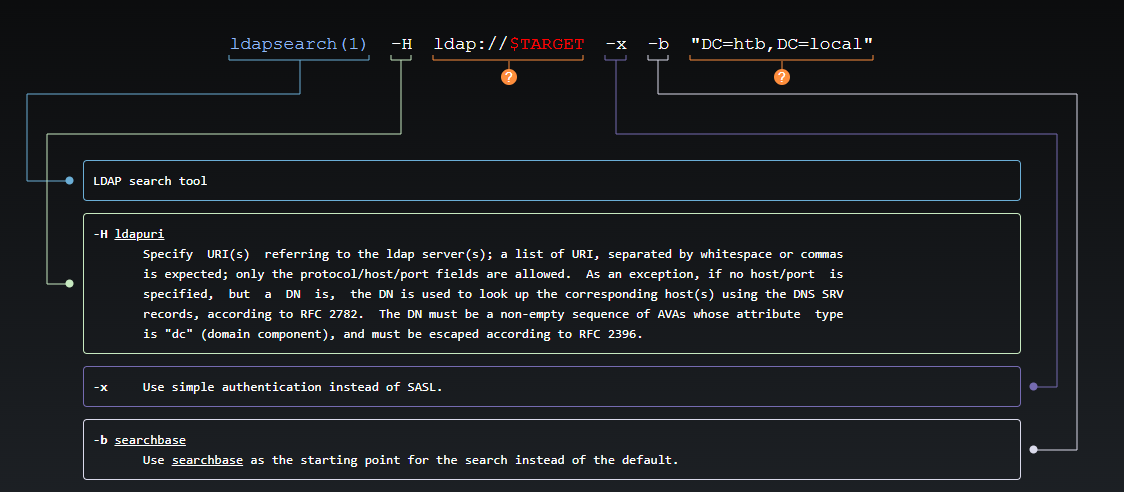 ldapsearch(1) -H ldap://$TARGET -x -b "DC=htb,DC=local"
? ?
LDAP search tool
-H ldapuri
Specify URI(s) referring to the ldap server(s); a list of URI, separated by whitespace or commas
is expected; only the protocol/host/port fields are allowed. As an exception, if no host/port is
specified, but a DN is, the DN is used to look up the corresponding host(s) using the DNS SRV
records, according to RFC 2782. The DN must be a non-empty sequence of AVAs whose attribute type
is "dc" (domain component), and must be escaped according to RFC 2396.
-x Use simple authentication instead of SASL.
-b searchbase
Use searchbase as the starting point for the search instead of the default.